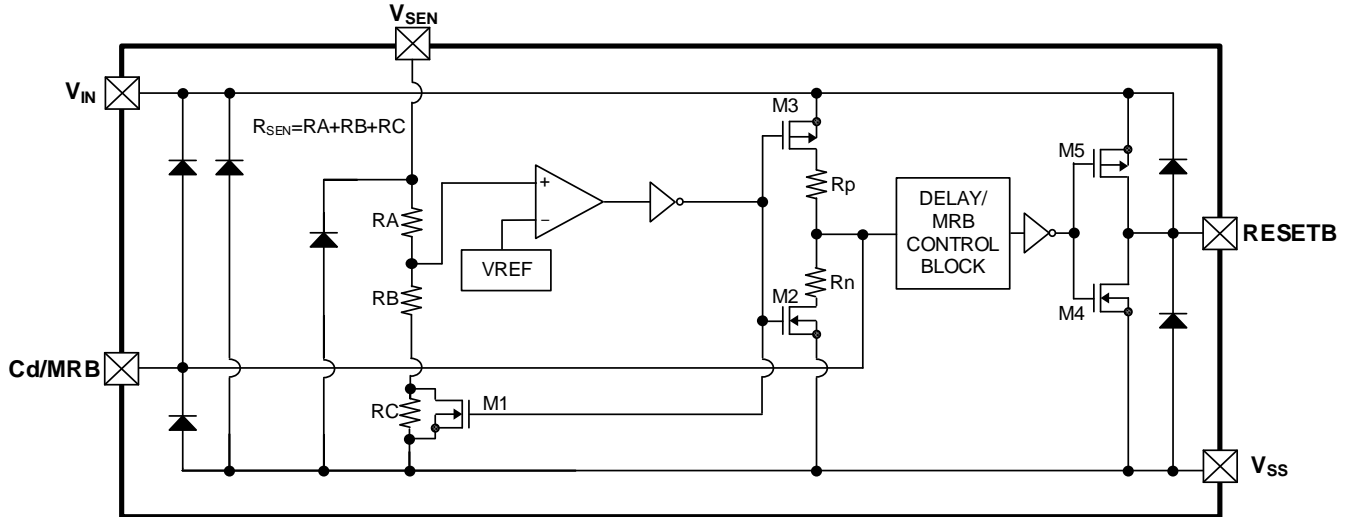 VSEN
VIN
M3
RSEN=RA+RB+RC
M5
+
Rp
RA
DELAY/
MRB
CONTROL
BLOCK
−
RESETB
VREF
RB
Rn
M2
M4
Cd/MRB
RC
M1
VSS